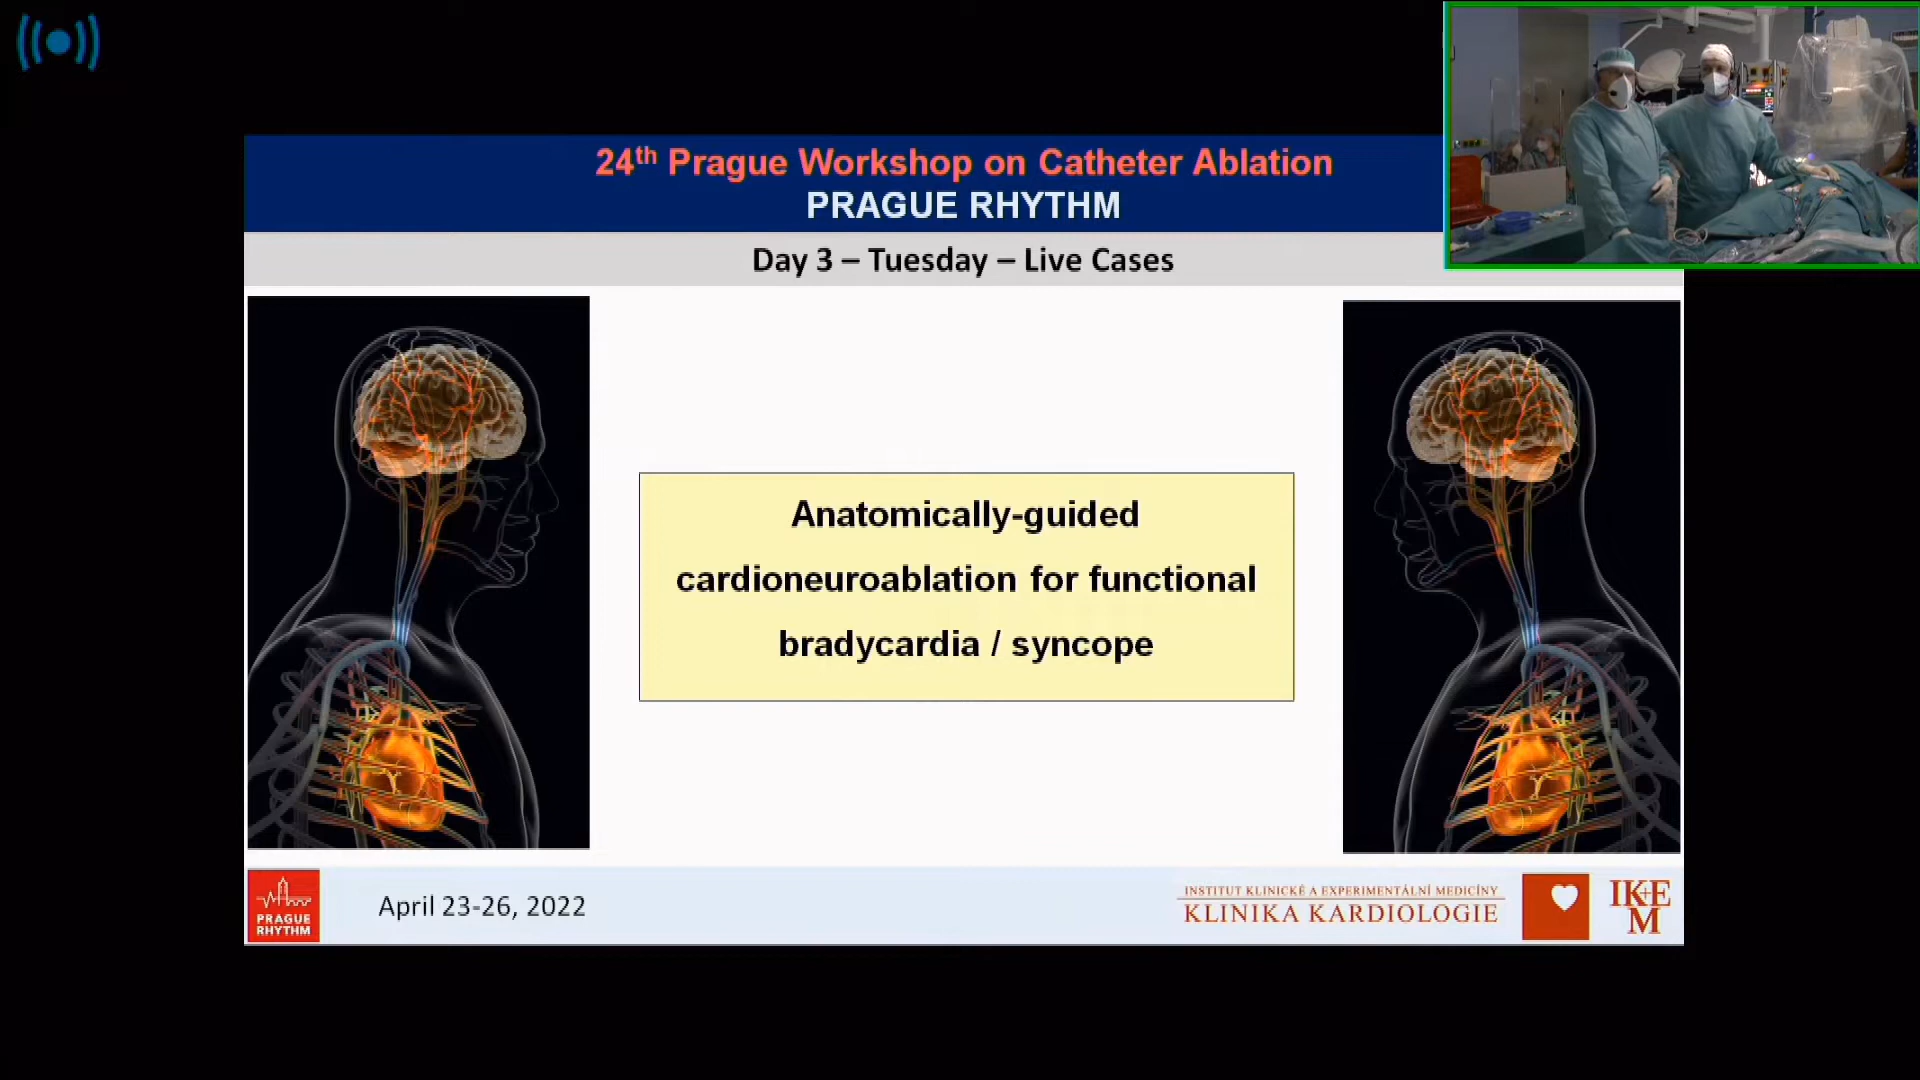 24th Prague Workshop on Catheter Ablation
PRAGUE RHYTHM
Day 3 – Tuesday – Live Cases
Anatomically-guided
cardioneuroablation for functional
bradycardia / syncope
PRAGUE
RHYTHM
April 23-26, 2022
INSTITUT KLINICKÉ A EXPERIMENTÁLNÍ MEDICÍNY
KLINIKA KARDIOLOGIE
IK+E
M